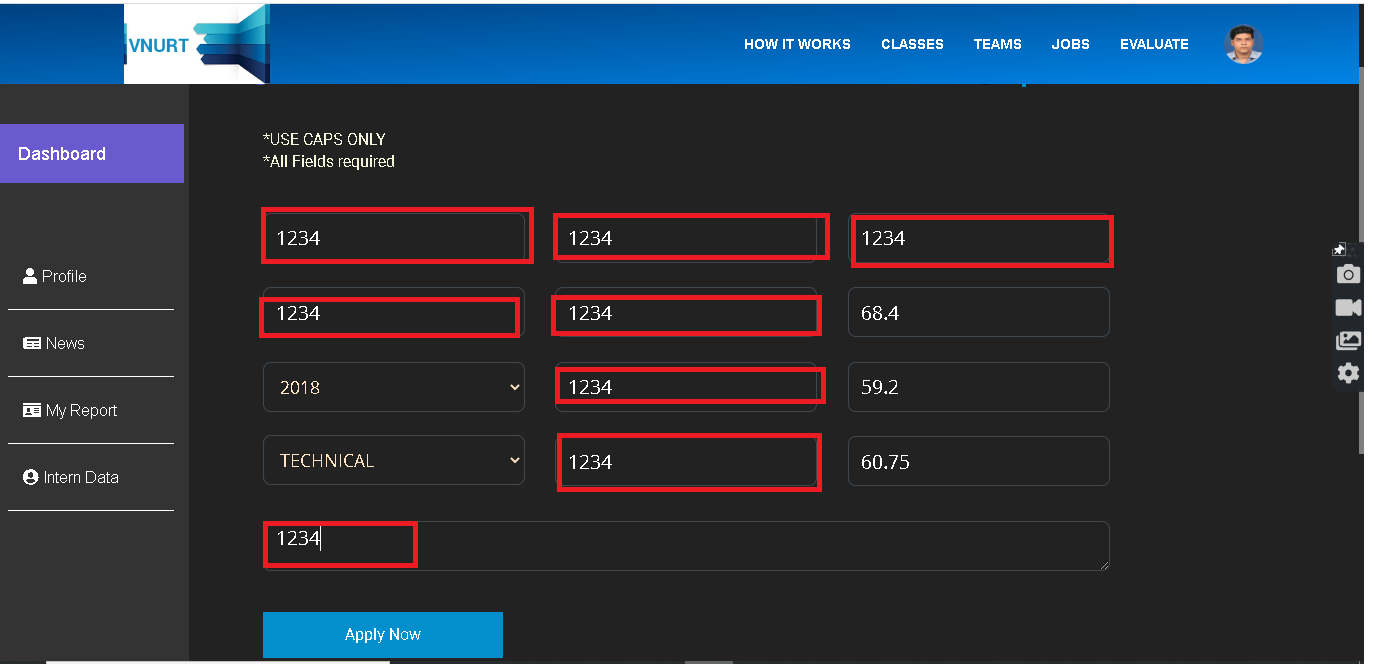 VNURT
HOW IT WORKS CLASSES TEAMS JOBS EVALUATE
Dashboard
Profile
News
My Report
Intern Data
*USE CAPS ONLY
*All Fields required
1234 1234 1234
1234 1234 68.4
2018 1234 59.2
TECHNICAL 1234 60.75
1234
Apply Now